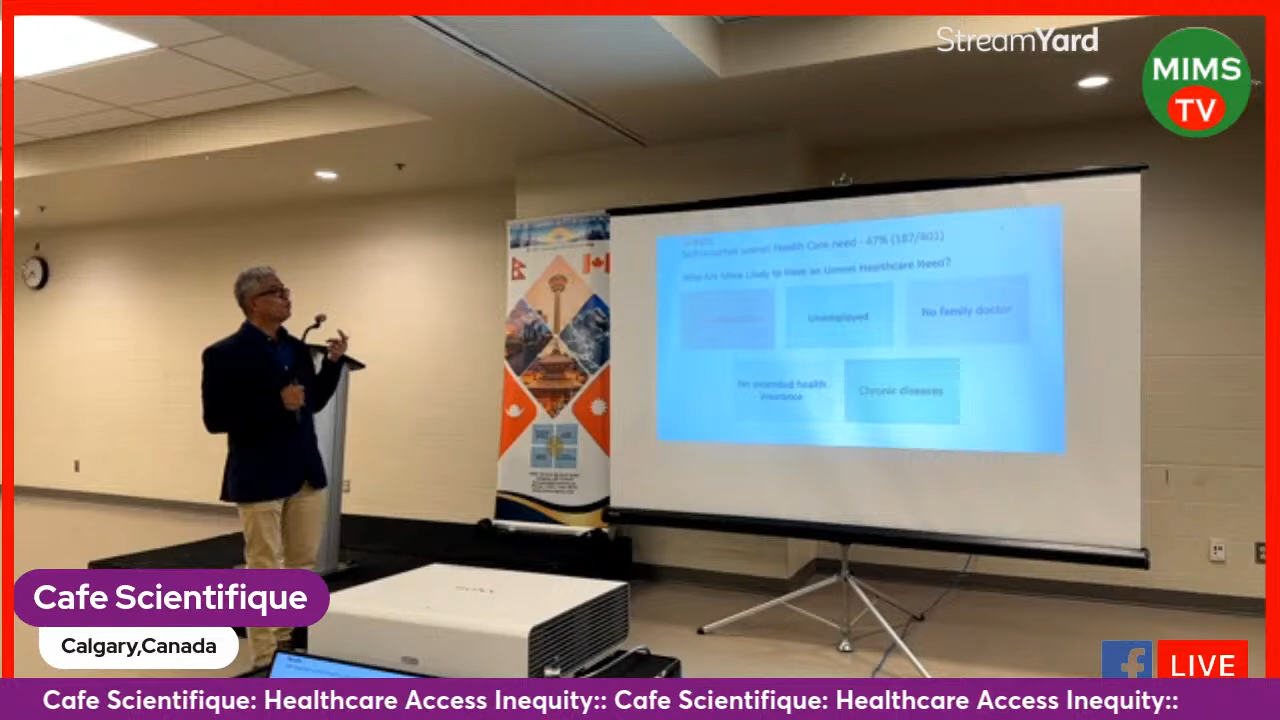 StreamYard
MIMS
TV
Self-reported unmet Health Care need - 47% (187/401)
Who Are More Likely to Have an Unmet Healthcare Need?
Unemployed
No family doctor
No extended health
insurance
Chronic diseases
SONY
Cafe Scientifique
Calgary,Canada
f
LIVE
Cafe Scientifique: Healthcare Access Inequity:: Cafe Scientifique: Healthcare Access Inequity::